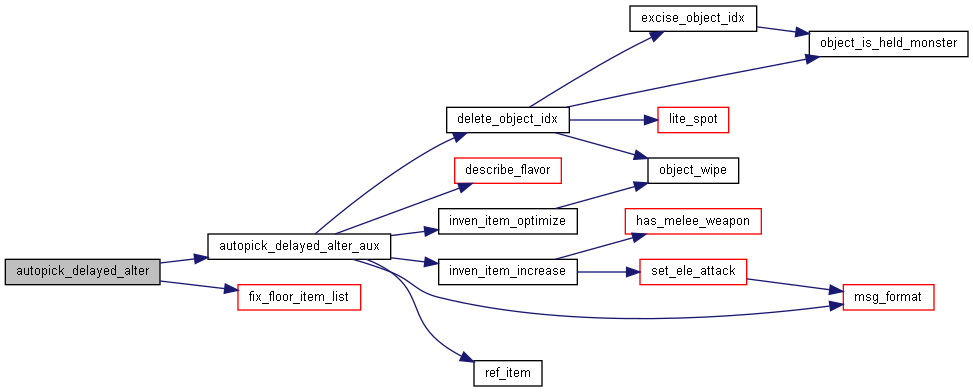 excise_object_idx
object_is_held_monster
delete_object_idx
lite_spot
describe_flavor
object_wipe
inven_item_optimize
has_melee_weapon
autopick_delayed_alter_aux
autopick_delayed_alter
inven_item_increase
set_ele_attack
fix_floor_item_list
msg_format
ref_item